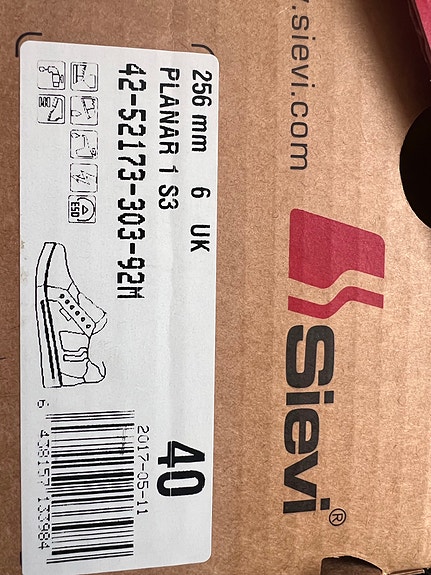 256 mm 6 UK
PLANAR 1 S3
42-52173-303-92M
ESD
40
2017-05-11
6 438157 133984
.sievi.com
Sievi®